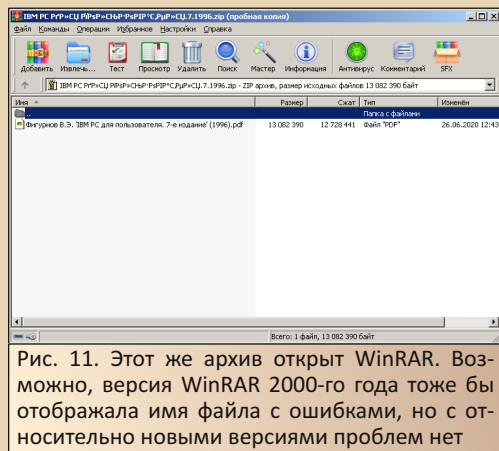 IBM PC РґР»СЏ РїРѕР»СЊР·РѕРІР°С‚РµР»СЏ.7.1996.zip (пробная копия)
Файл Команды Операции Избранное Настройки Справка
Добавить Извлечь... Тест Просмотр Удалить Поиск Мастер Информация Антивирус Комментарий SFX
IBM PC РґР»СЏ РїРѕР»СЊР·РѕРІР°С‚РµР»СЏ.7.1996.zip - ZIP архив, размер исходных файлов 13 082 390 байт
Имя Размер Сжат Тип Изменён
.. Папка с файлами
Фигурнов В.Э. 'IBM PC для пользователя. 7-е издание' (1996).pdf 13 082 390 12 728 441 Файл "PDF" 26.06.2020 12:43
Всего: 1 файл, 13 082 390 байт
Рис. 11. Этот же архив открыт WinRAR. Воз-
можно, версия WinRAR 2000-го года тоже бы
отображала имя файла с ошибками, но с от-
носительно новыми версиями проблем нет